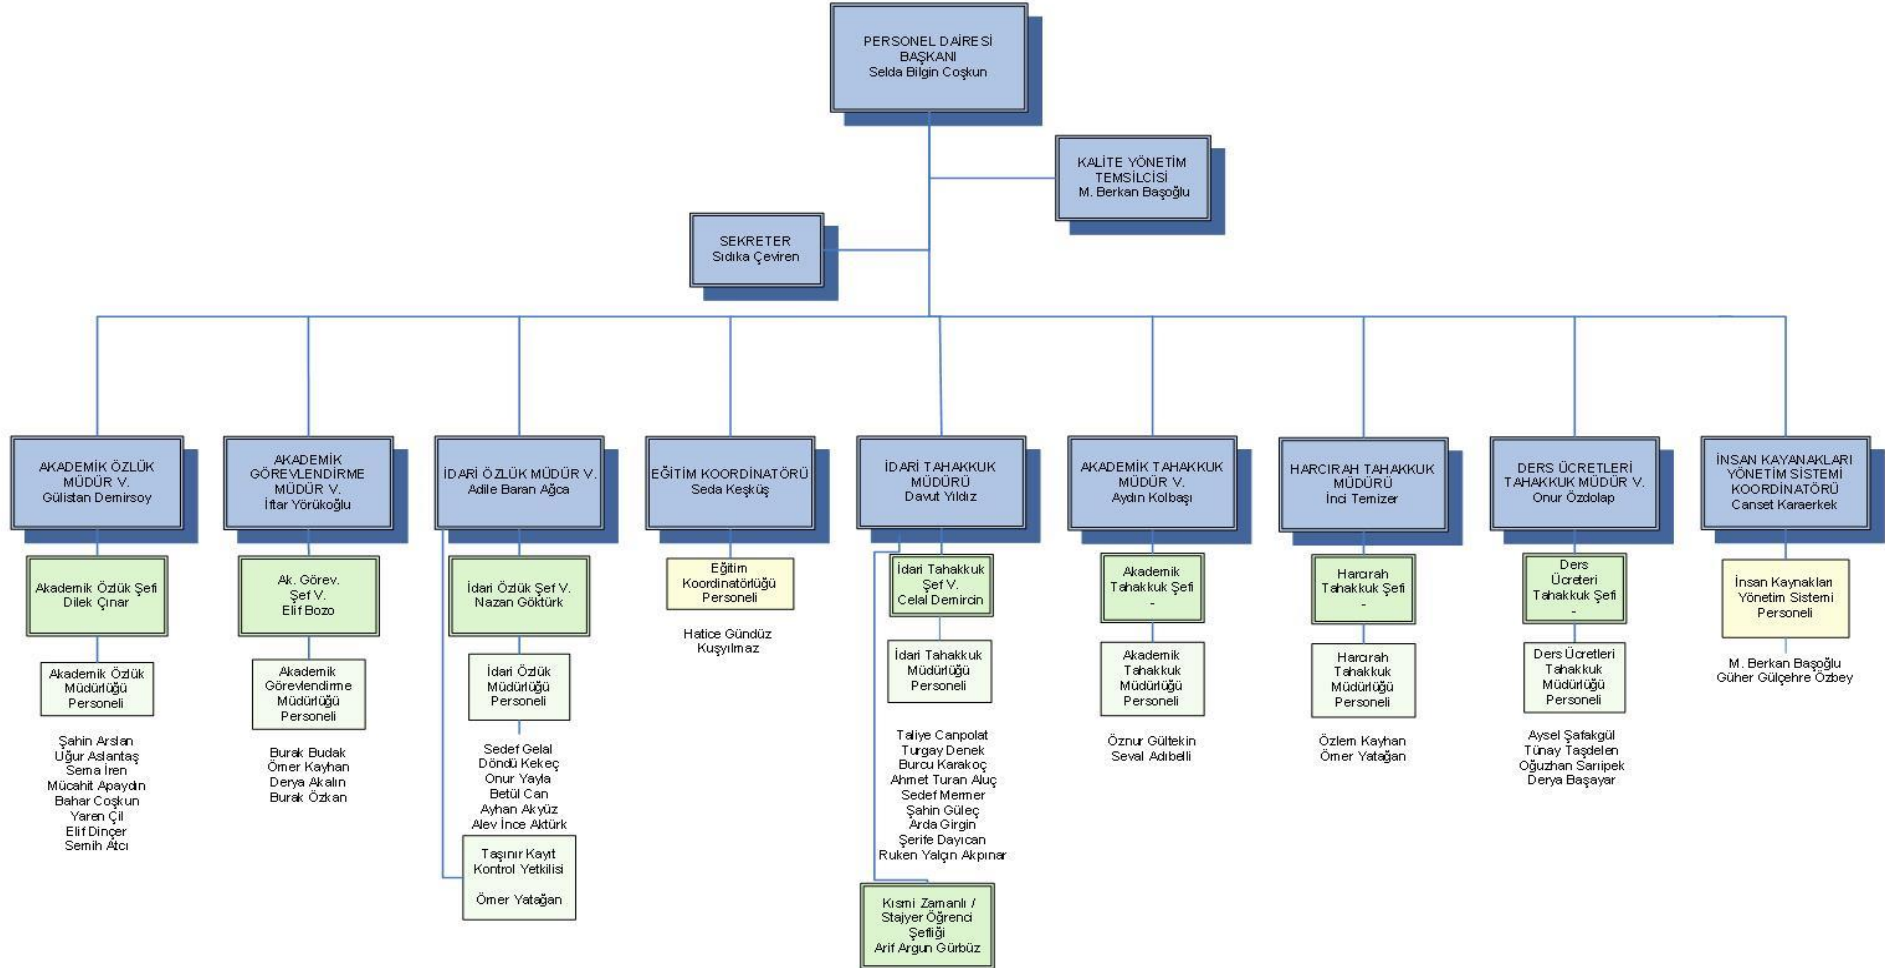 PERSONEL DAİRESİ
BAŞKANI
Selda Bilgin Coşkun
KALİTE YÖNETİM
TEMSİLCİSİ
M. Berkan Başoğlu
SEKRETER
Sıdıka Çeviren
AKADEMİK ÖZLÜK
MÜDÜR V.
Gülistan Demirsoy
AKADEMİK
GÖREVLENDİRME
MÜDÜR V.
İftar Yörükoğlu
İDARİ ÖZLÜK MÜDÜR V.
Adile Baran Ağca
EĞİTİM KOORDİNATÖRÜ
Seda Keşküş
İDARİ TAHAKKUK
MÜDÜRÜ
Davut Yıldız
AKADEMİK TAHAKKUK
MÜDÜR V.
Aydın Kolbaşı
HARCIRAH TAHAKKUK
MÜDÜRÜ
İnci Temizer
DERS ÜCRETLERİ
TAHAKKUK MÜDÜR V.
Onur Özdolap
İNSAN KAYANAKLARI
YÖNETİM SİSTEMİ
KOORDİNATÖRÜ
Canset Karaerkek
Akademik Özlük Şefi
Dilek Çınar
Akademik Özlük
Müdürlüğü
Personeli
Şahin Arslan
Uğur Aslantaş
Sema İren
Mücahit Apaydın
Bahar Coşkun
Yaren Çil
Elif Dinçer
Semih Atcı
Ak. Görev.
Şef V.
Elif Bozo
Akademik
Görevlendirme
Müdürlüğü
Personeli
Burak Budak
Ömer Kayhan
Derya Akalın
Burak Özkan
İdari Özlük Şef V.
Nazan Göktürk
İdari Özlük
Müdürlüğü
Personeli
Sedef Gelal
Döndü Kekeç
Onur Yayla
Betül Can
Ayhan Akyüz
Alev İnce Aktürk
Taşınır Kayıt
Kontrol Yetkilisi
Ömer Yatağan
Eğitim
Koordinatörlüğü
Personeli
Hatice Gündüz
Kuşyılmaz
İdari Tahakkuk
Şef V.
Celal Demircin
İdari Tahakkuk
Müdürlüğü
Personeli
Taliye Canpolat
Turgay Denek
Burcu Karakoç
Ahmet Turan Aluç
Sedef Mermer
Şahin Güleç
Arda Girgin
Şerife Dayıcan
Ruken Yalçın Akpınar
Kısmi Zamanlı /
Stajyer Öğrenci
Şefliği
Arif Argun Gürbüz
Akademik
Tahakkuk Şefi
-
Akademik
Tahakkuk
Müdürlüğü
Personeli
Öznur Gültekin
Seval Adıbelli
Harcırah
Tahakkuk Şefi
-
Harcırah
Tahakkuk
Müdürlüğü
Personeli
Özlem Kayhan
Ömer Yatağan
Ders
Ücreti
Tahakkuk Şefi
-
Ders Ücretleri
Tahakkuk
Müdürlüğü
Personeli
Aysel Şafakgül
Tünay Taşdelen
Oğuzhan Sarıipek
Derya Başayar
İnsan Kaynakları
Yönetim Sistemi
Personeli
M. Berkan Başoğlu
Güher Gülçehre Özbey